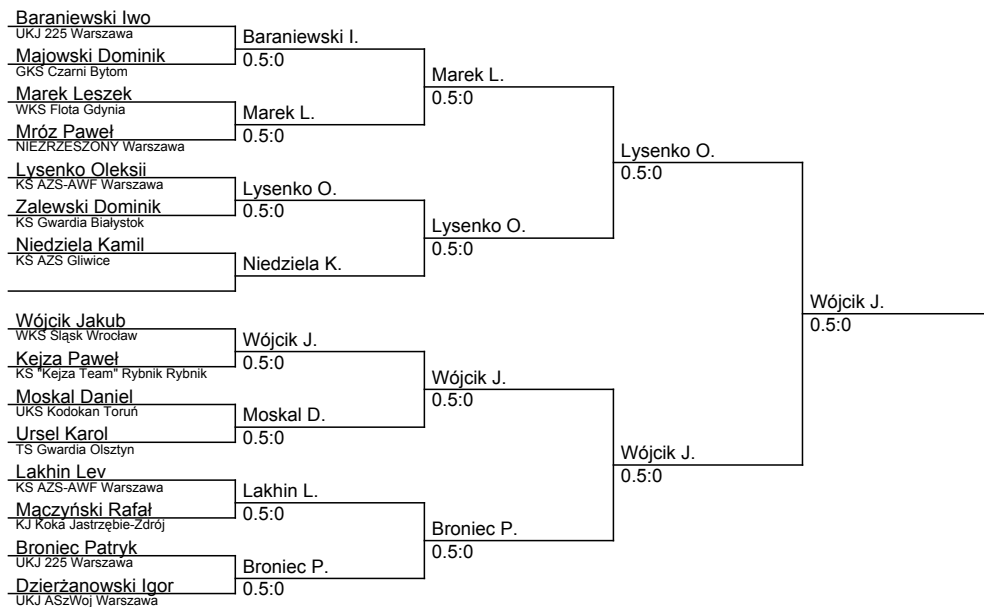 Baraniewski Iwo
UKJ 225 Warszawa
Majowski Dominik
GKS Czarni Bytom
Marek Leszek
WKS Flota Gdynia
Mróz Paweł
NIEZRZESZONY Warszawa
Lysenko Oleksii
KS AZS-AWF Warszawa
Zalewski Dominik
KS Gwardia Białystok
Niedziela Kamil
KS AZS Gliwice
Wójcik Jakub
WKS Śląsk Wrocław
Kejza Paweł
KS "Kejza Team" Rybnik Rybnik
Moskal Daniel
UKS Kodokan Toruń
Ursel Karol
TS Gwardia Olsztyn
Lakhin Lev
KS AZS-AWF Warszawa
Mączyński Rafał
KJ Koka Jastrzębie-Zdrój
Broniec Patryk
UKJ 225 Warszawa
Dzierżanowski Igor
UKJ ASzWoj Warszawa
Baraniewski I.
0.5:0
Marek L.
0.5:0
Lysenko O.
0.5:0
Niedziela K.
Wójcik J.
0.5:0
Moskal D.
0.5:0
Lakhin L.
0.5:0
Broniec P.
0.5:0
Marek L.
0.5:0
Lysenko O.
0.5:0
Wójcik J.
0.5:0
Broniec P.
0.5:0
Lysenko O.
0.5:0
Wójcik J.
0.5:0
Wójcik J.
0.5:0